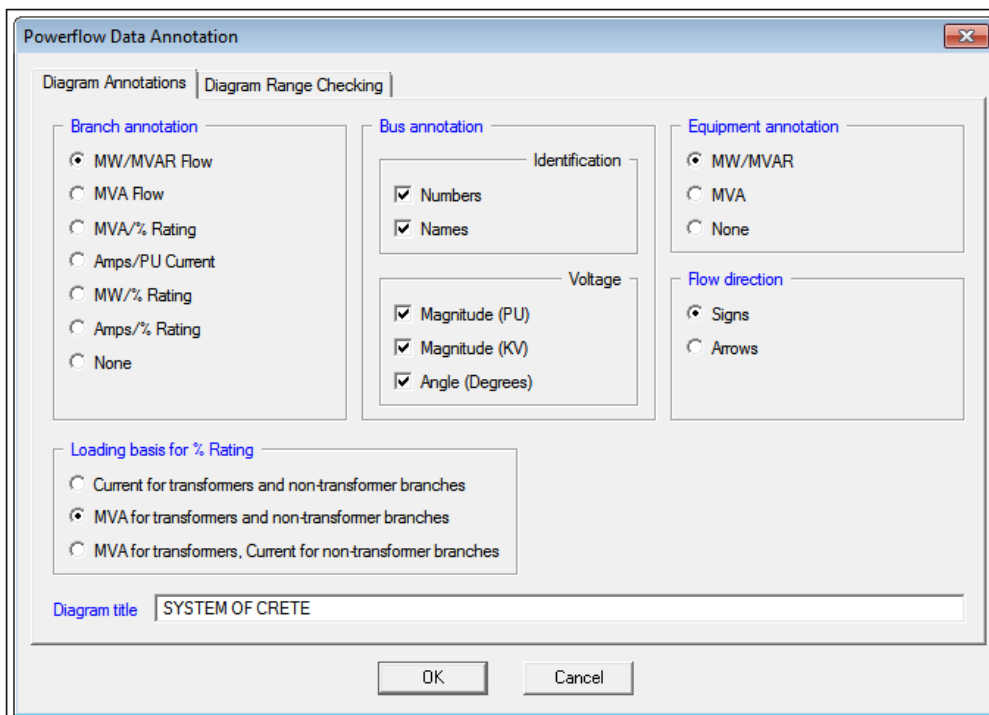 Powerflow Data Annotation
Diagram Annotations
Diagram Range Checking
Branch annotation
MW/MVAR Flow
MVA Flow
MVA/% Rating
Amps/PU Current
MW/% Rating
Amps/% Rating
None
Bus annotation
Identification
Numbers
Names
Voltage
Magnitude (PU)
Magnitude (KV)
Angle (Degrees)
Equipment annotation
MW/MVAR
MVA
None
Flow direction
Signs
Arrows
Loading basis for % Rating
Current for transformers and non-transformer branches
MVA for transformers and non-transformer branches
MVA for transformers, Current for non-transformer branches
Diagram title SYSTEM OF CRETE
OK
Cancel